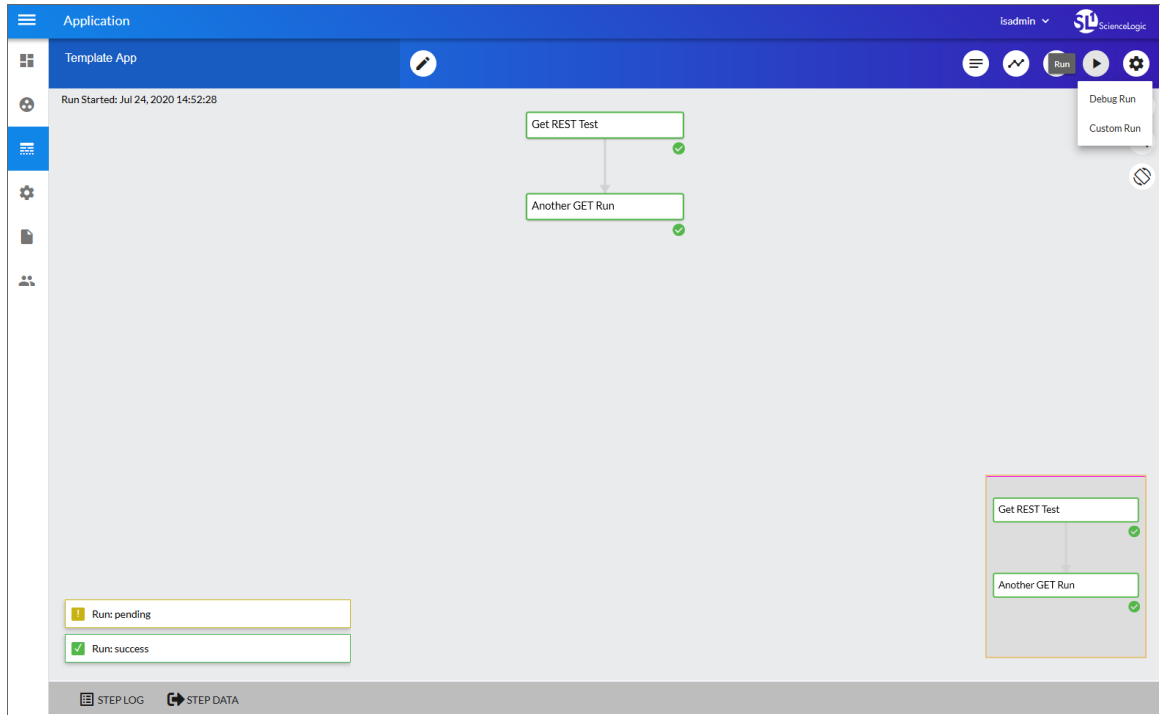 Application
isadmin
SL1 ScienceLogic
Template App
Run
Debug Run
Custom Run
Run Started: Jul 24, 2020 14:52:28
Get REST Test
Another GET Run
Get REST Test
Another GET Run
Run: pending
Run: success
STEP LOG
STEP DATA